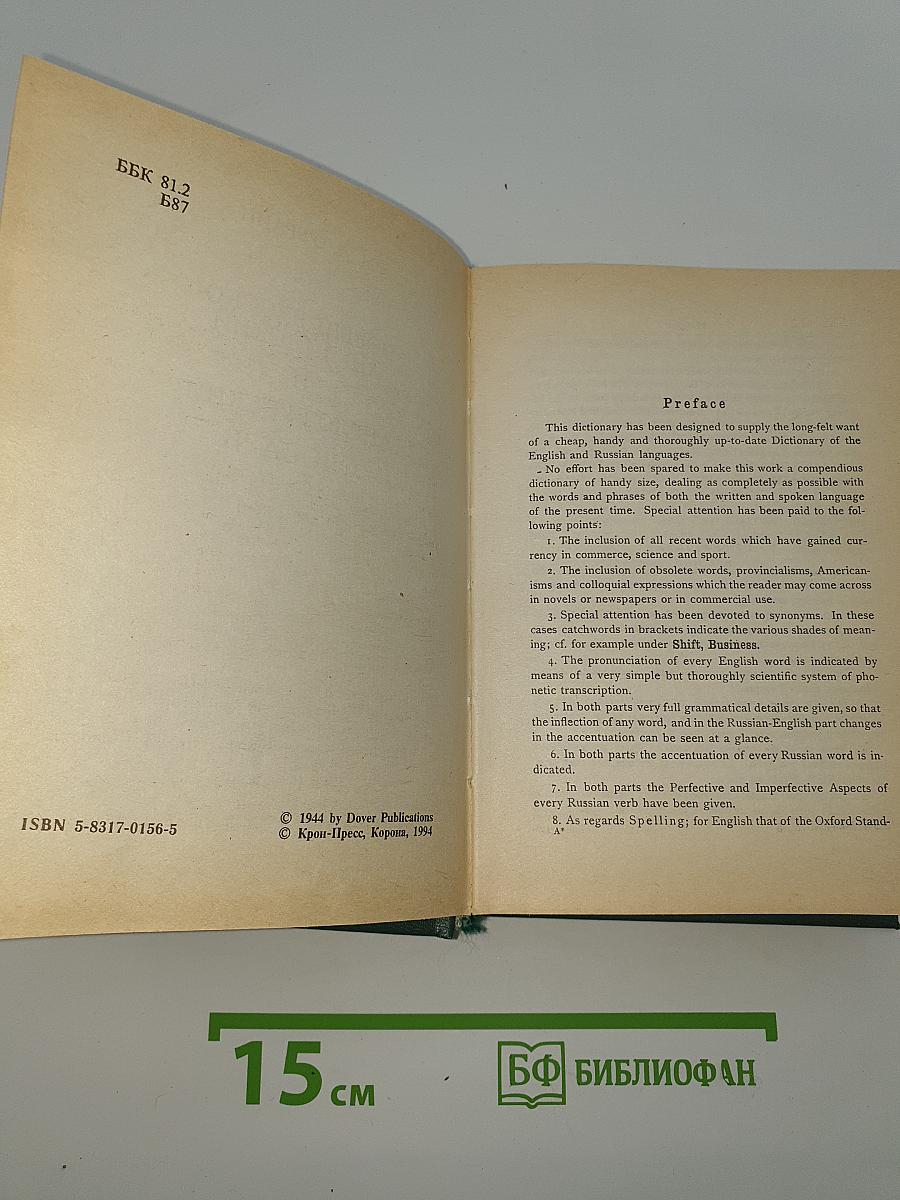 ББК 81.2
Б87
ISBN 5-8317-0156-5
© 1944 by Dover Publications
© Крон-Пресс, Корона, 1994
Preface
This dictionary has been designed to supply the long-felt want
of a cheap, handy and thoroughly up-to-date Dictionary of the
English and Russian languages.
No effort has been spared to make this work a compendious
dictionary of handy size, dealing as completely as possible with
the words and phrases of both the written and spoken language
of the present time. Special attention has been paid to the fol-
lowing points:
1. The inclusion of all recent words which have gained cur-
rency in commerce, science and sport.
2. The inclusion of obsolete words, provincialisms, American-
isms and colloquial expressions which the reader may come across
in novels or newspapers or in commercial use.
3. Special attention has been devoted to synonyms. In these
cases catchwords in brackets indicate the various shades of mean-
ing; cf. for example under Shift, Business.
4. The pronunciation of every English word is indicated by
means of a very simple but thoroughly scientific system of pho-
netic transcription.
5. In both parts very full grammatical details are given, so that
the inflection of any word, and in the Russian-English part changes
in the accentuation can be seen at a glance.
6. In both parts the accentuation of every Russian word is in-
dicated.
7. In both parts the Perfective and Imperfective Aspects of
every Russian verb have been given.
8. As regards Spelling; for English that of the Oxford Stand-
A*
15 см
БФ БИБЛИОФАН